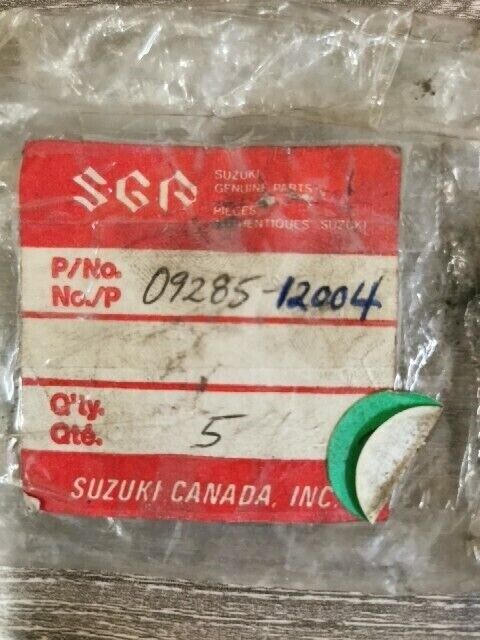 SGP
SUZUKI
GENUINE PARTS
PIECES
AUTHENTIQUES SUZUKI
P/No.
No./P 09285-12004
Q'ty.
Qté. 5
SUZUKI CANADA, INC.